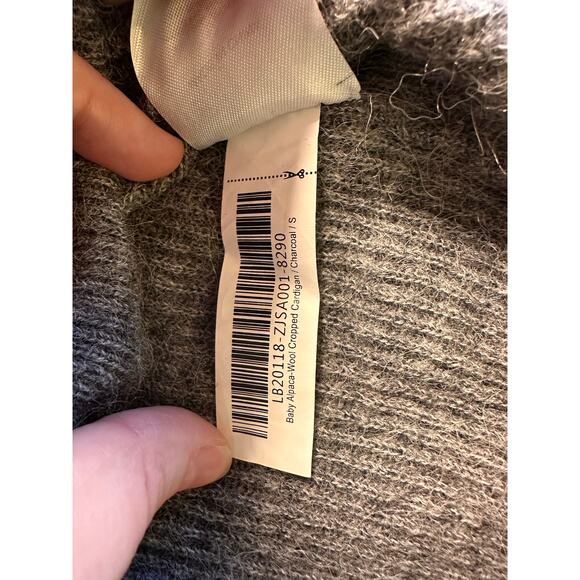 LB20118-ZJSA001-8290
Baby Alpaca-Wool Cropped Cardigan / Charcoal / S